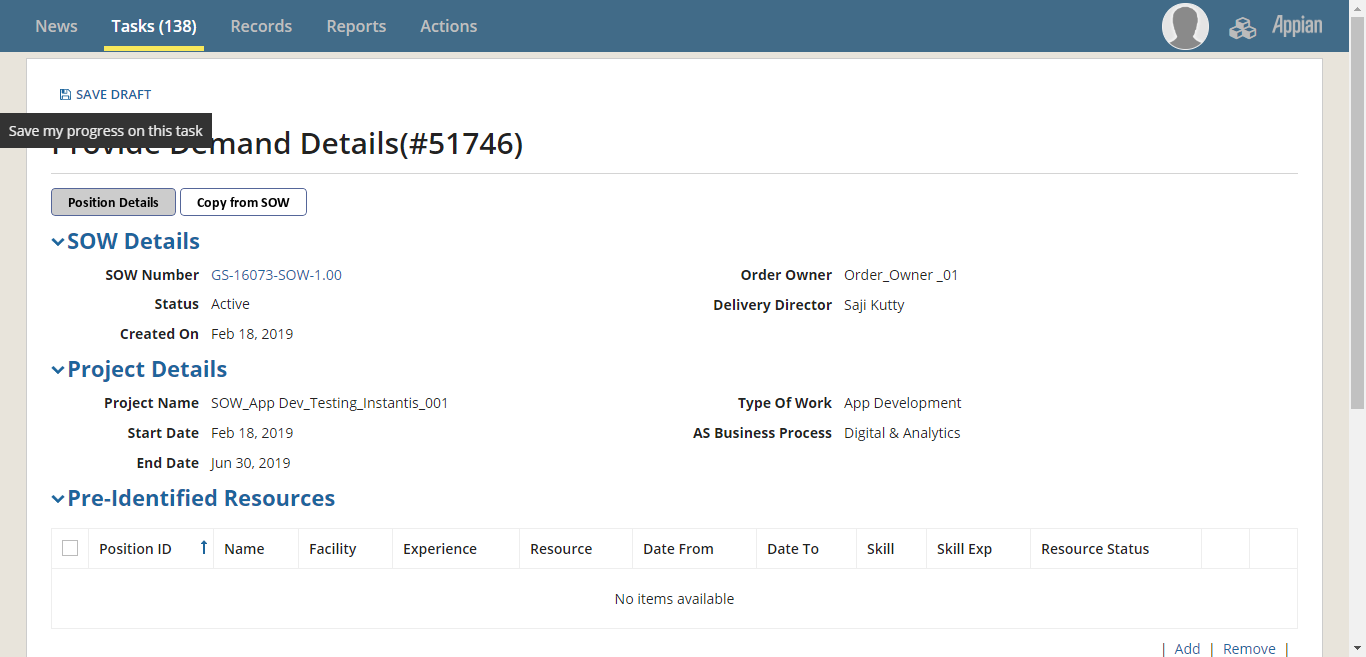 News Tasks (138) Records Reports Actions Appian
SAVE DRAFT
Save my progress on this task
Provide Demand Details(#51746)
Position Details Copy from SOW
SOW Details
SOW Number GS-16073-SOW-1.00 Order Owner Order_Owner _01
Status Active Delivery Director Saji Kutty
Created On Feb 18, 2019
Project Details
Project Name SOW_App Dev_Testing_Instantis_001 Type Of Work App Development
Start Date Feb 18, 2019 AS Business Process Digital & Analytics
End Date Jun 30, 2019
Pre-Identified Resources
Position ID ↑ Name Facility Experience Resource Date From Date To Skill Skill Exp Resource Status
No items available
| Add | Remove |